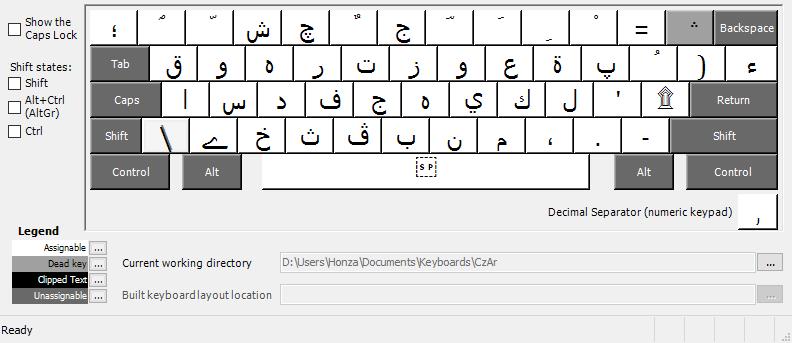 Show the Caps Lock
Shift states:
Shift
Alt+Ctrl (AltGr)
Ctrl
؛ ش چ ج = Backspace
Tab ق و ه ر ت ز ة ع و پ ) ء
Caps ا س د ف ج ه ي ك ل ' ۩ Return
Shift \ ے خ ث ڤ ب ن م ، . - Shift
Control Alt SP Alt Control
Decimal Separator (numeric keypad) ,
Legend
Assignable ...
Dead key ...
Clipped Text ...
Unassignable ...
Current working directory D:\Users\Honza\Documents\Keyboards\CzAr ...
Built keyboard layout location ...
Ready